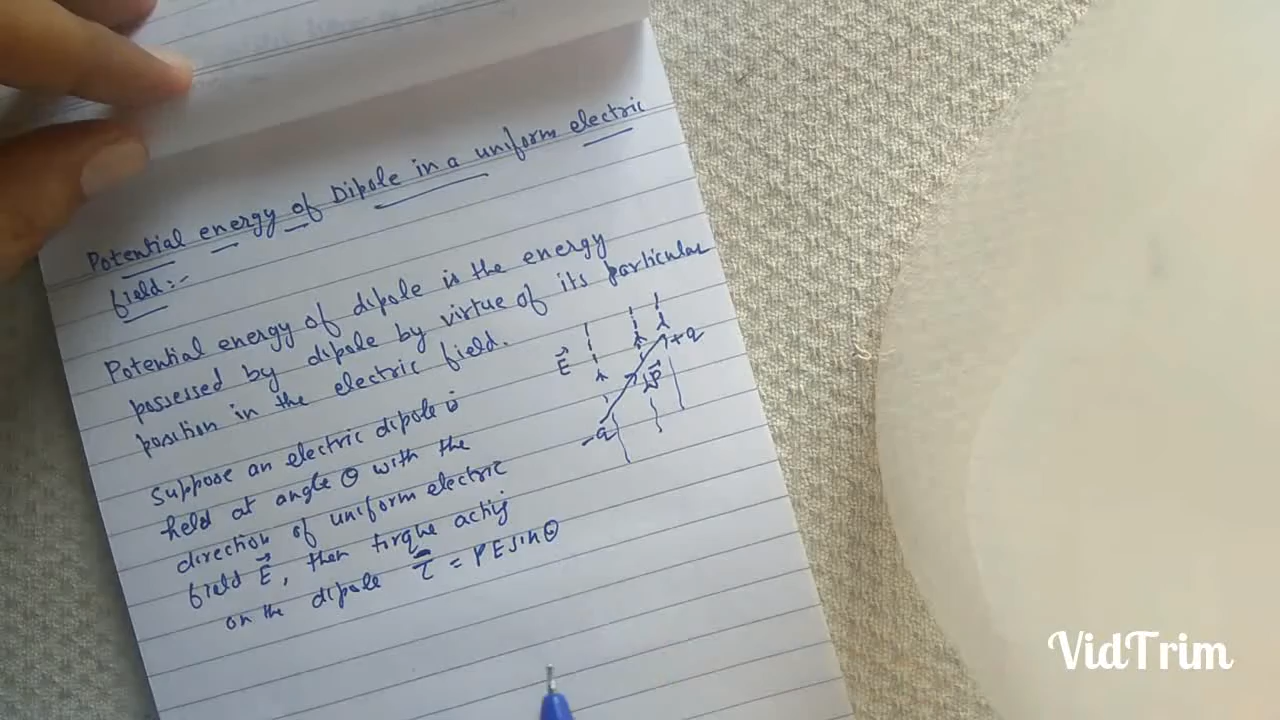 Potential energy of Dipole in a uniform electric
field:-
Potential energy of dipole is the energy
possessed by dipole by virtue of its particular
position in the electric field.
Suppose an electric dipole is
held at angle θ with the
direction of uniform electric
field E⃗, then torque acting
on the dipole τ = PE sinθ
E⃗
+q
P⃗
-q
VidTrim